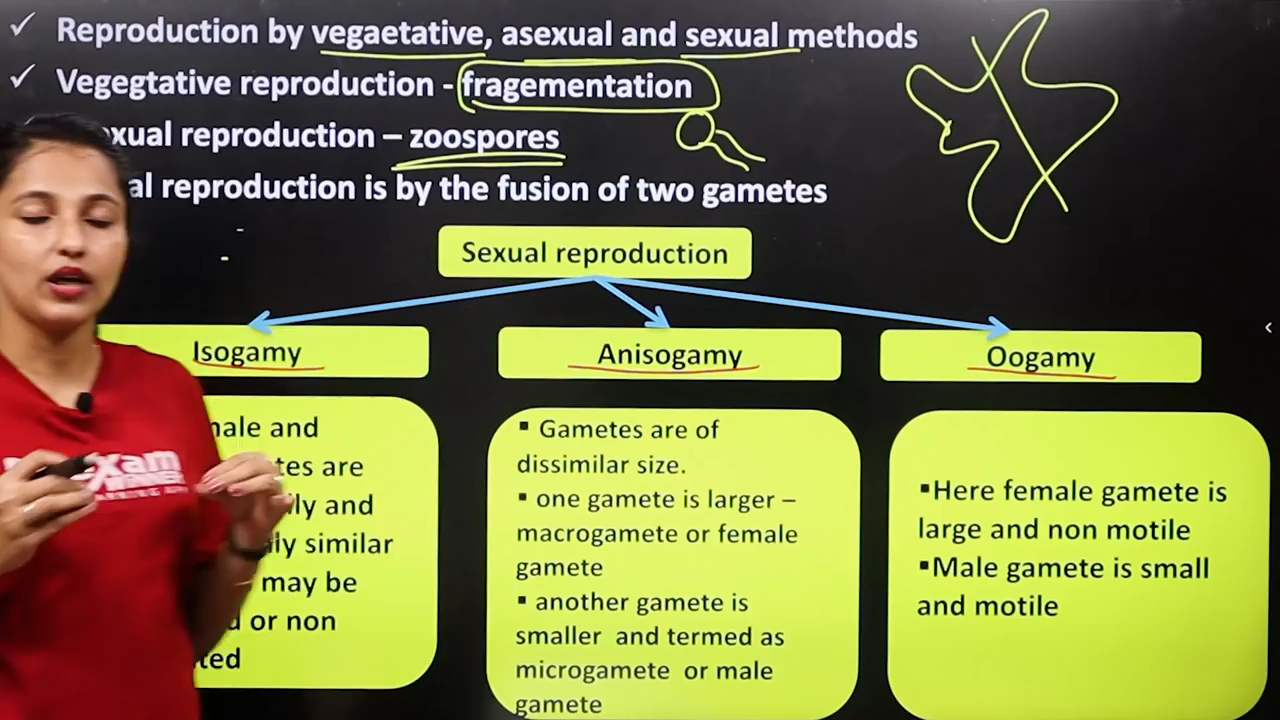 ✓ Reproduction by vegaetative, asexual and sexual methods
✓ Vegegtative reproduction - fragementation
xual reproduction – zoospores
al reproduction is by the fusion of two gametes
Sexual reproduction
Isogamy
Anisogamy
Oogamy
nale and
tes are
lly and
ly similar
may be
d or non
ted
▪ Gametes are of
dissimilar size.
▪ one gamete is larger –
macrogamete or female
gamete
▪ another gamete is
smaller and termed as
microgamete or male
gamete
▪Here female gamete is
large and non motile
▪Male gamete is small
and motile
xam
WINNER